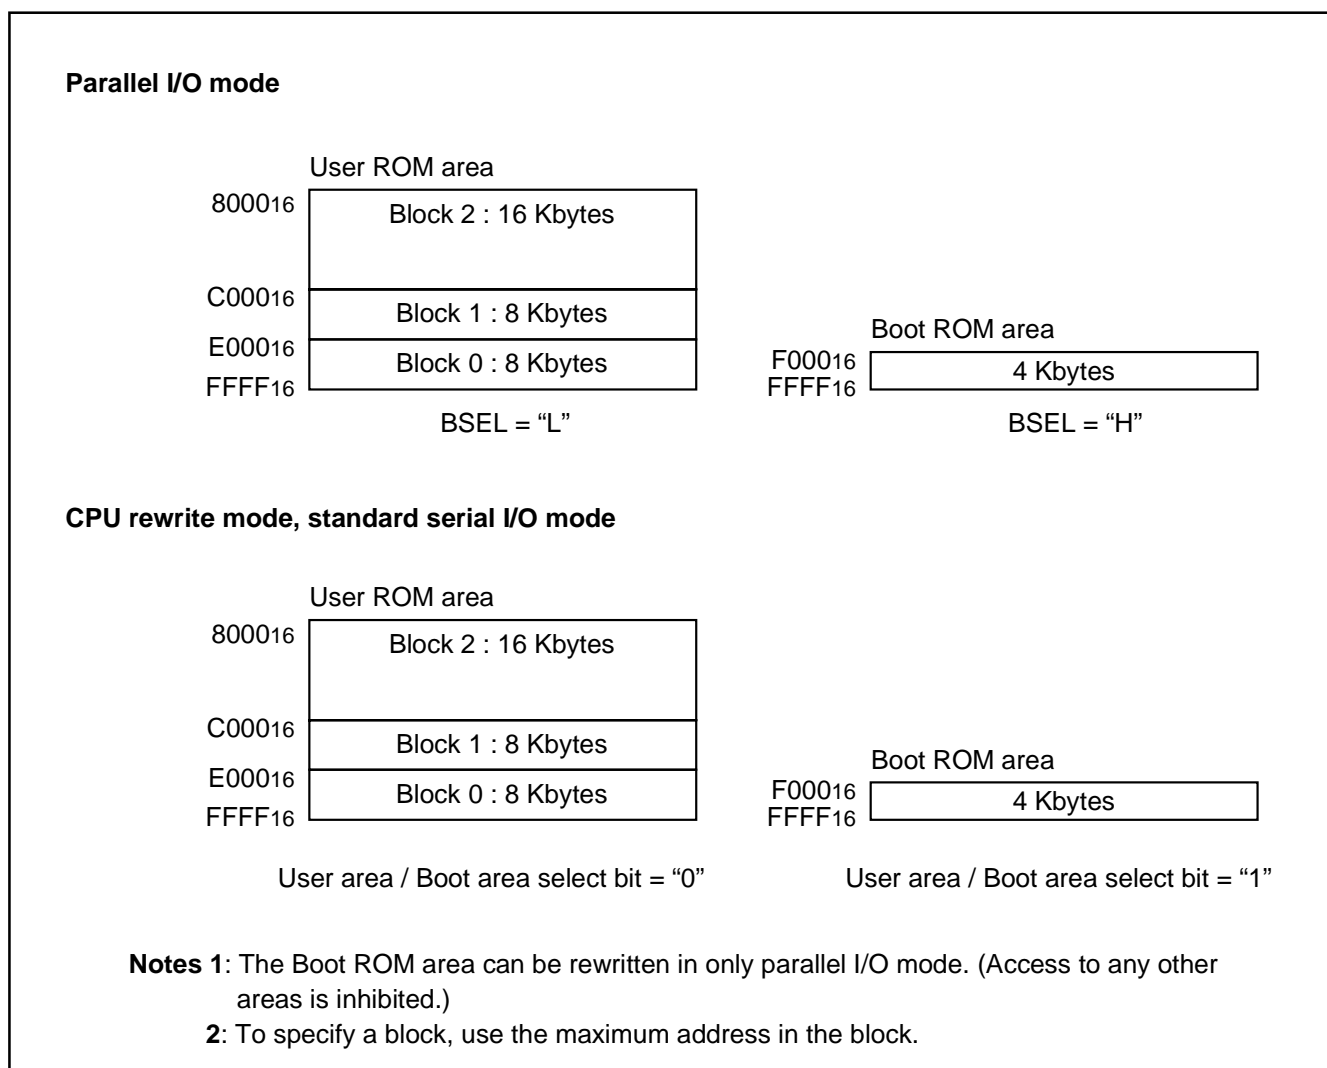 Parallel I/O mode
User ROM area
800016
Block 2 : 16 Kbytes
C00016
Block 1 : 8 Kbytes
E00016
Block 0 : 8 Kbytes
FFFF16
BSEL = “L”
Boot ROM area
F00016
4 Kbytes
FFFF16
BSEL = “H”
CPU rewrite mode, standard serial I/O mode
User ROM area
800016
Block 2 : 16 Kbytes
C00016
Block 1 : 8 Kbytes
E00016
Block 0 : 8 Kbytes
FFFF16
User area / Boot area select bit = “0”
Boot ROM area
F00016
4 Kbytes
FFFF16
User area / Boot area select bit = “1”
Notes 1: The Boot ROM area can be rewritten in only parallel I/O mode. (Access to any other
areas is inhibited.)
2: To specify a block, use the maximum address in the block.